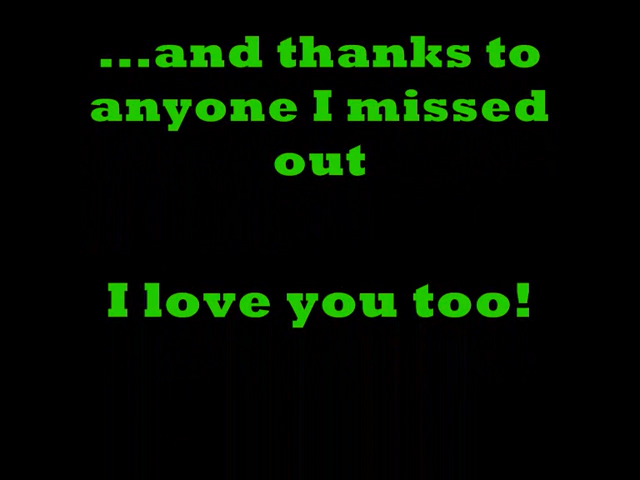 ...and thanks to
anyone I missed
out
I love you too!